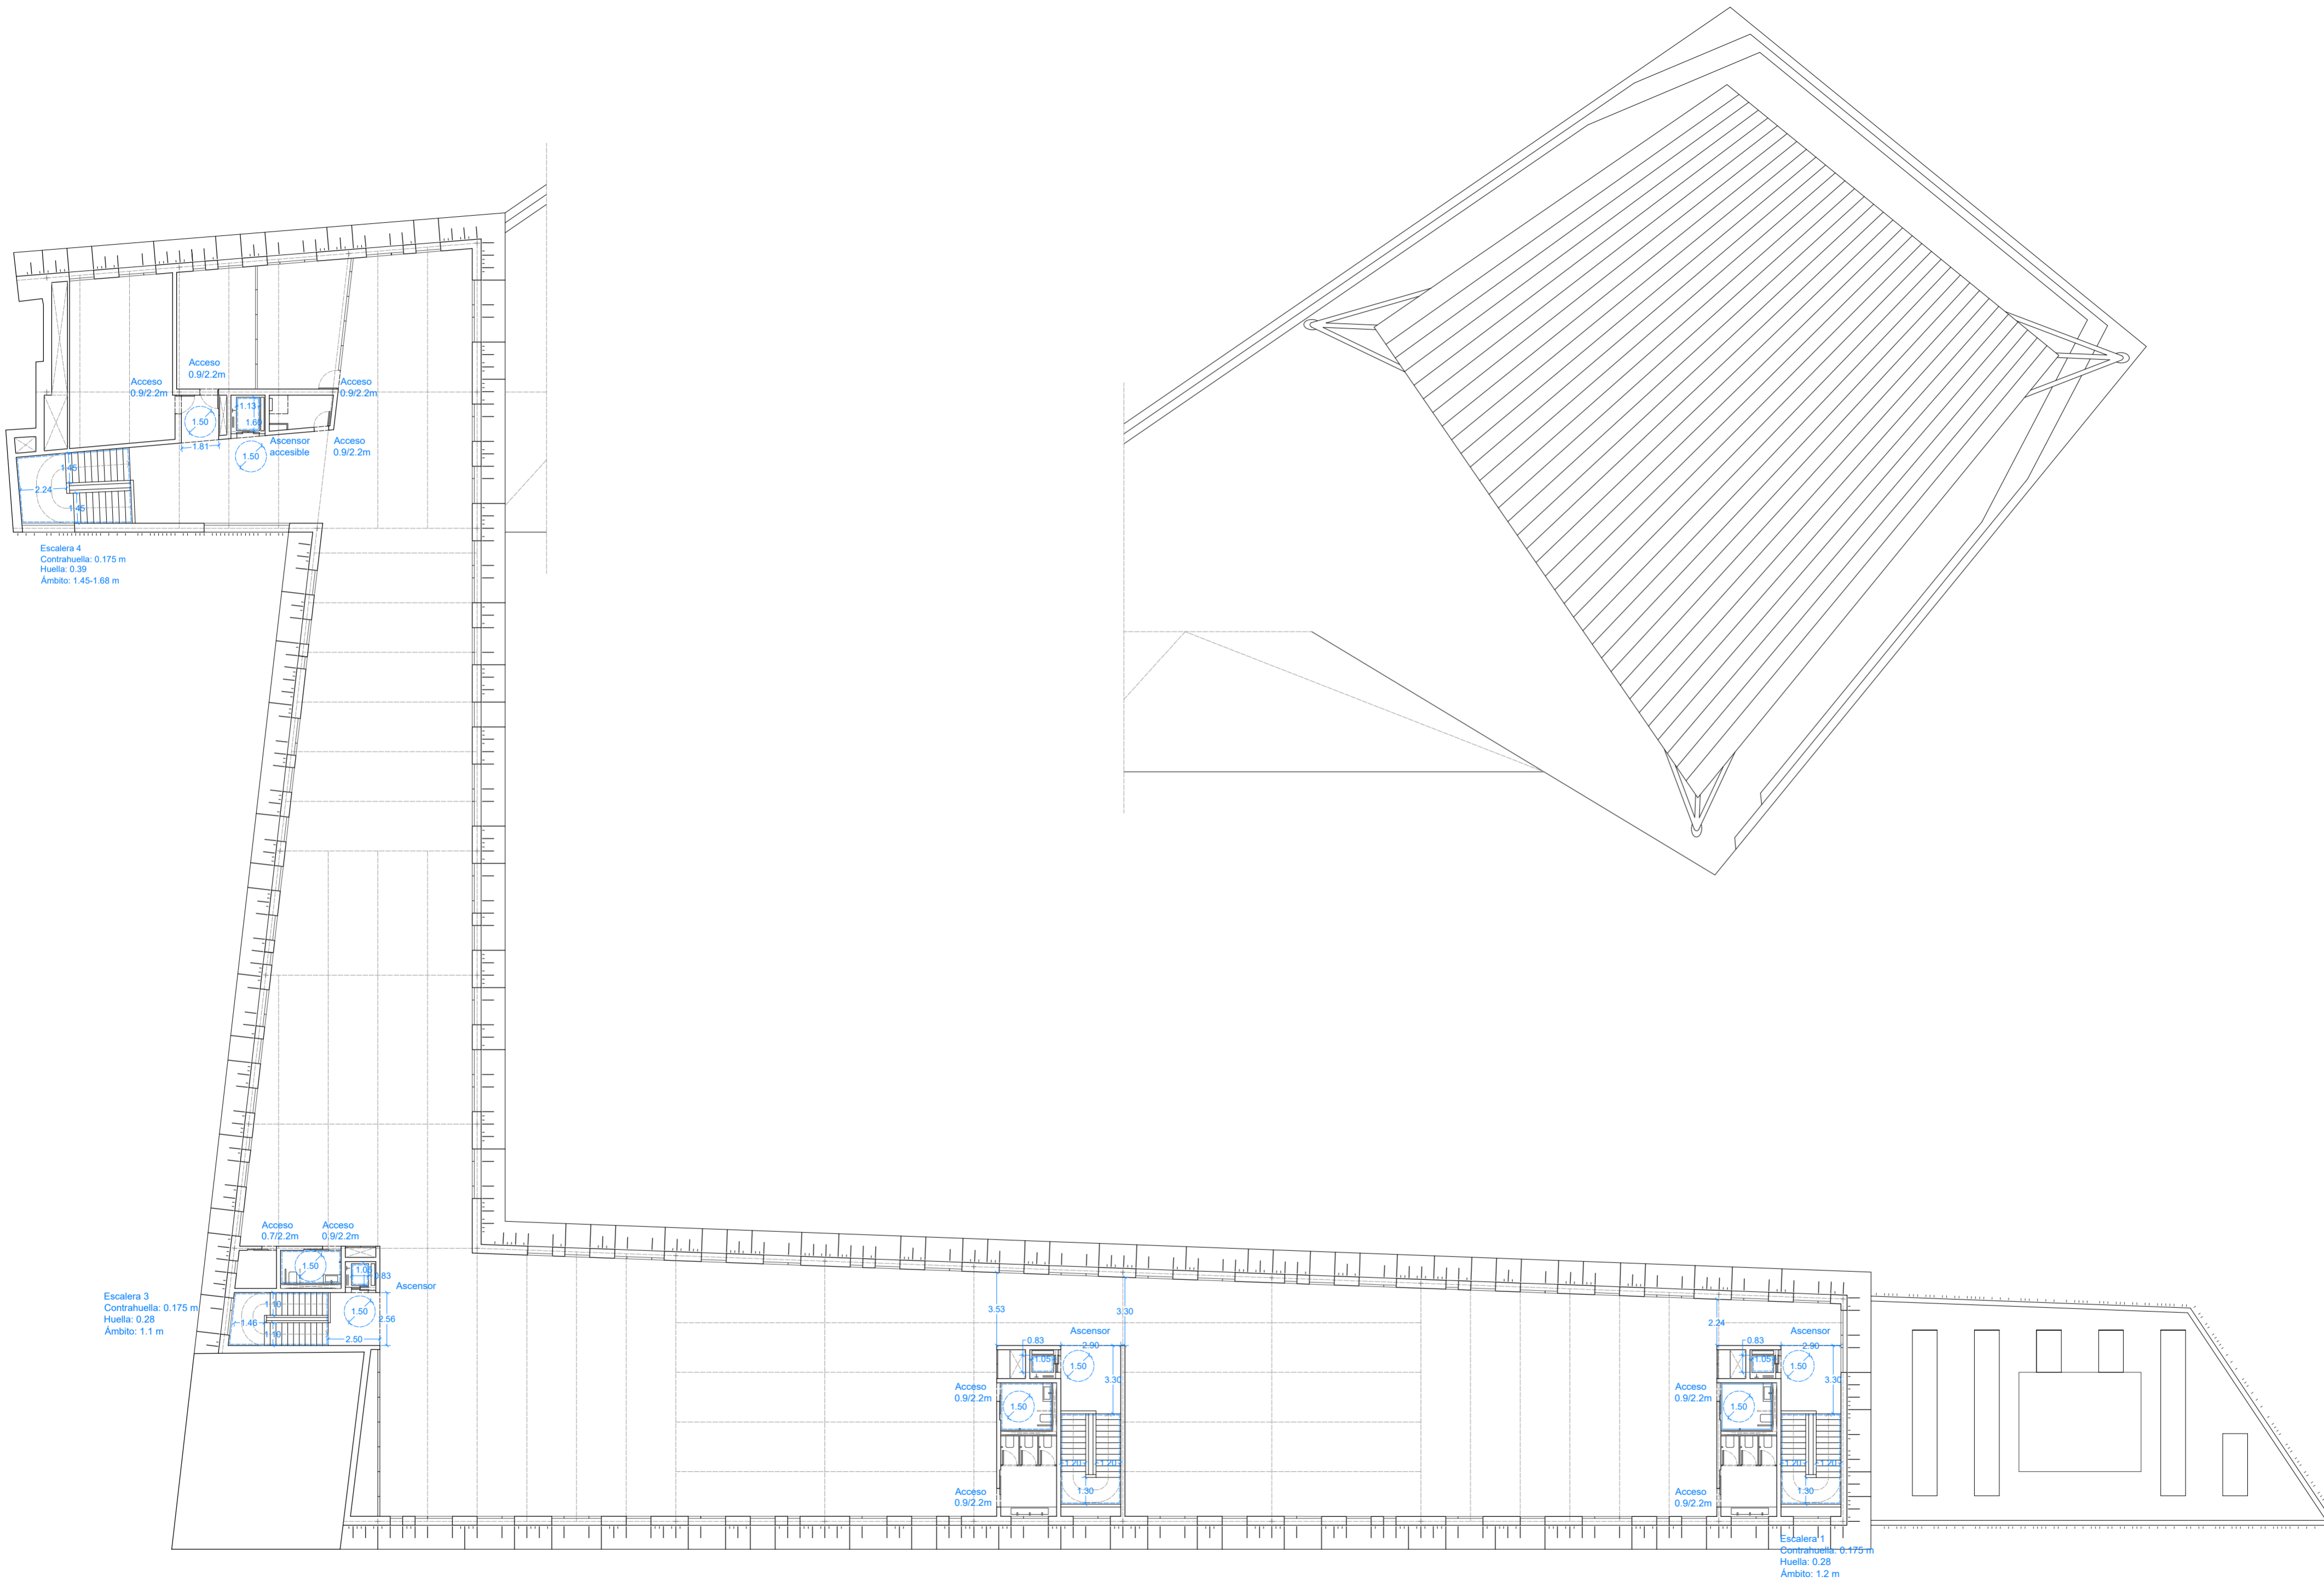 Acceso
0.9/2.2m
Acceso
0.9/2.2m
Acceso
0.9/2.2m
1.13
1.50
1.60
1.81
Ascensor
accesible
Acceso
0.9/2.2m
1.50
1.45
2.24
1.45
Escalera 4
Contrahuella: 0.175 m
Huella: 0.39
Ámbito: 1.45-1.68 m
Acceso
0.7/2.2m
Acceso
0.9/2.2m
1.50
1.05
0.83
Ascensor
Escalera 3
Contrahuella: 0.175 m
Huella: 0.28
Ámbito: 1.1 m
1.10
1.50
1.46
2.56
1.10
2.50
3.53
3.30
Ascensor
0.83
2.90
1.05
1.50
3.30
Acceso
0.9/2.2m
1.50
1.20
1.20
1.30
Acceso
0.9/2.2m
2.24
Ascensor
0.83
2.90
1.05
1.50
3.30
Acceso
0.9/2.2m
1.50
1.20
1.20
1.30
Acceso
0.9/2.2m
Escalera 1
Contrahuella: 0.175 m
Huella: 0.28
Ámbito: 1.2 m